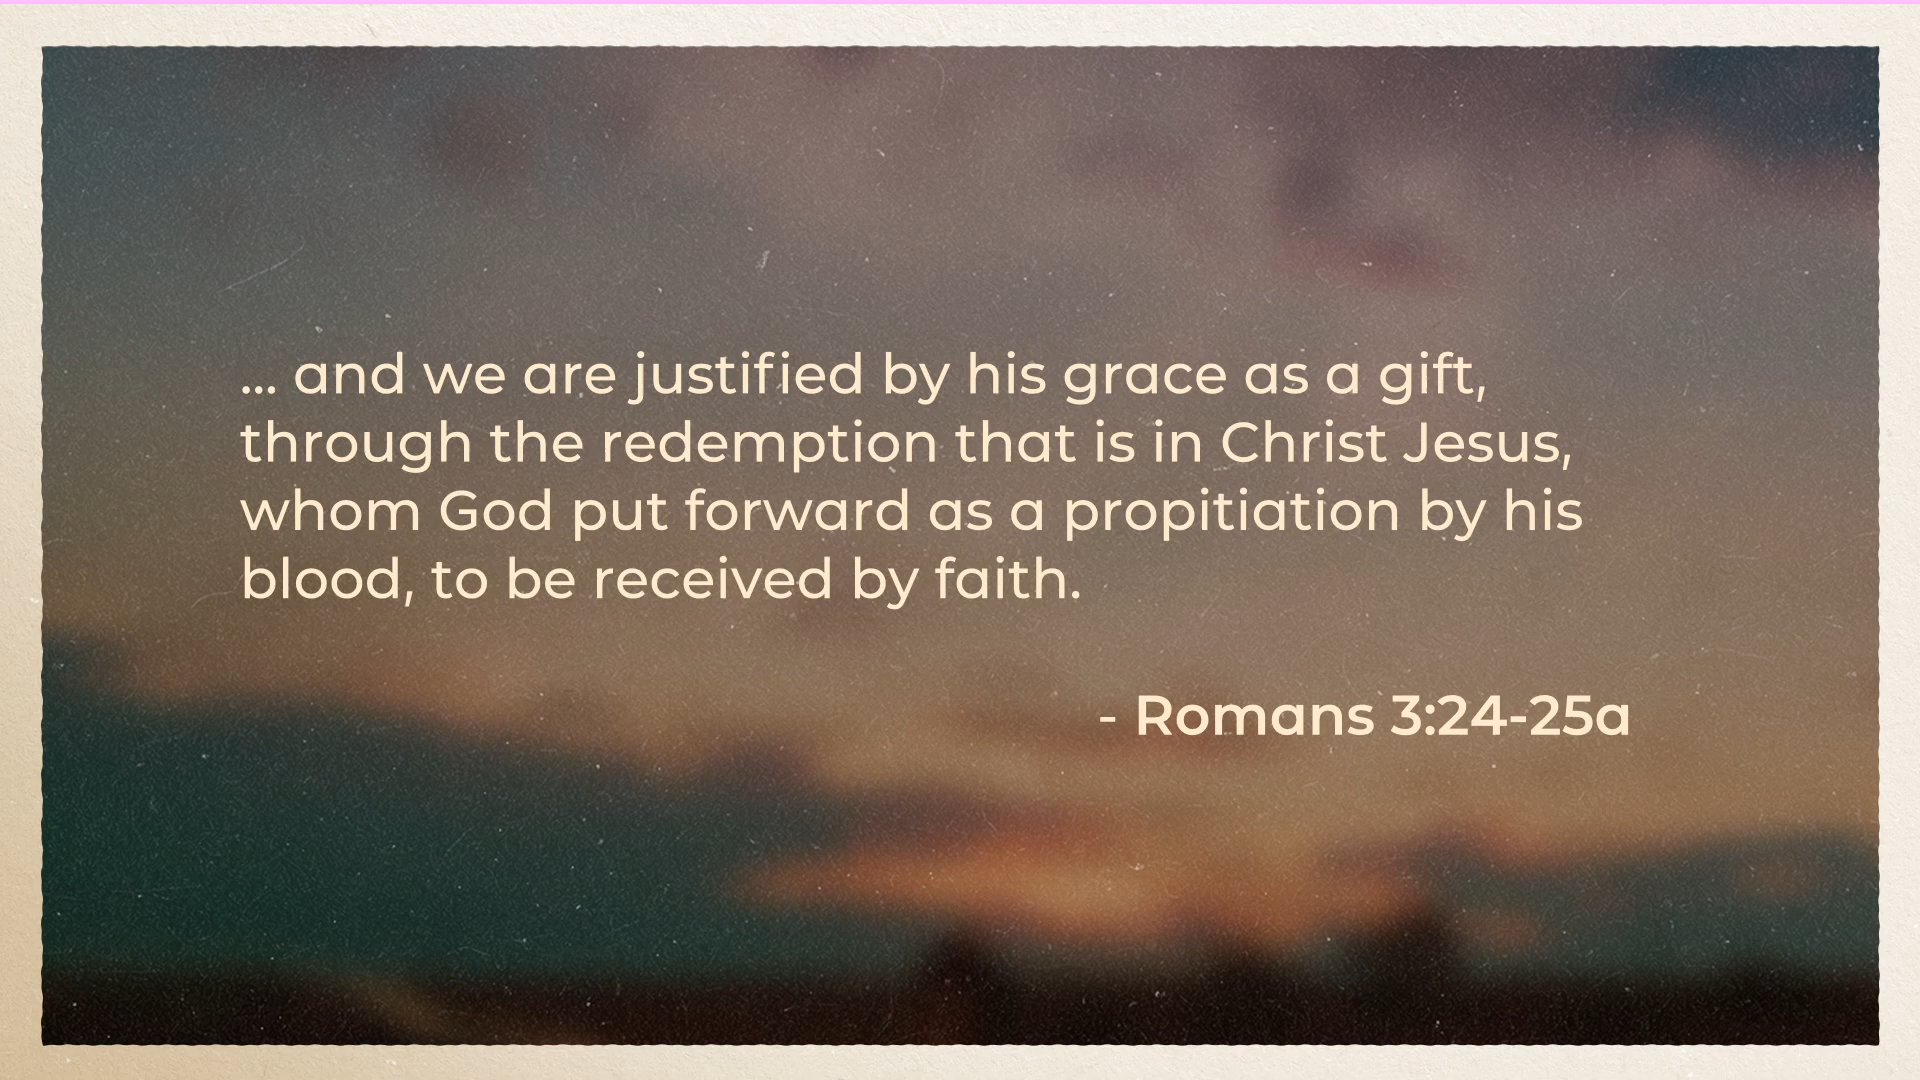 ... and we are justified by his grace as a gift,
through the redemption that is in Christ Jesus,
whom God put forward as a propitiation by his
blood, to be received by faith.
- Romans 3:24-25a